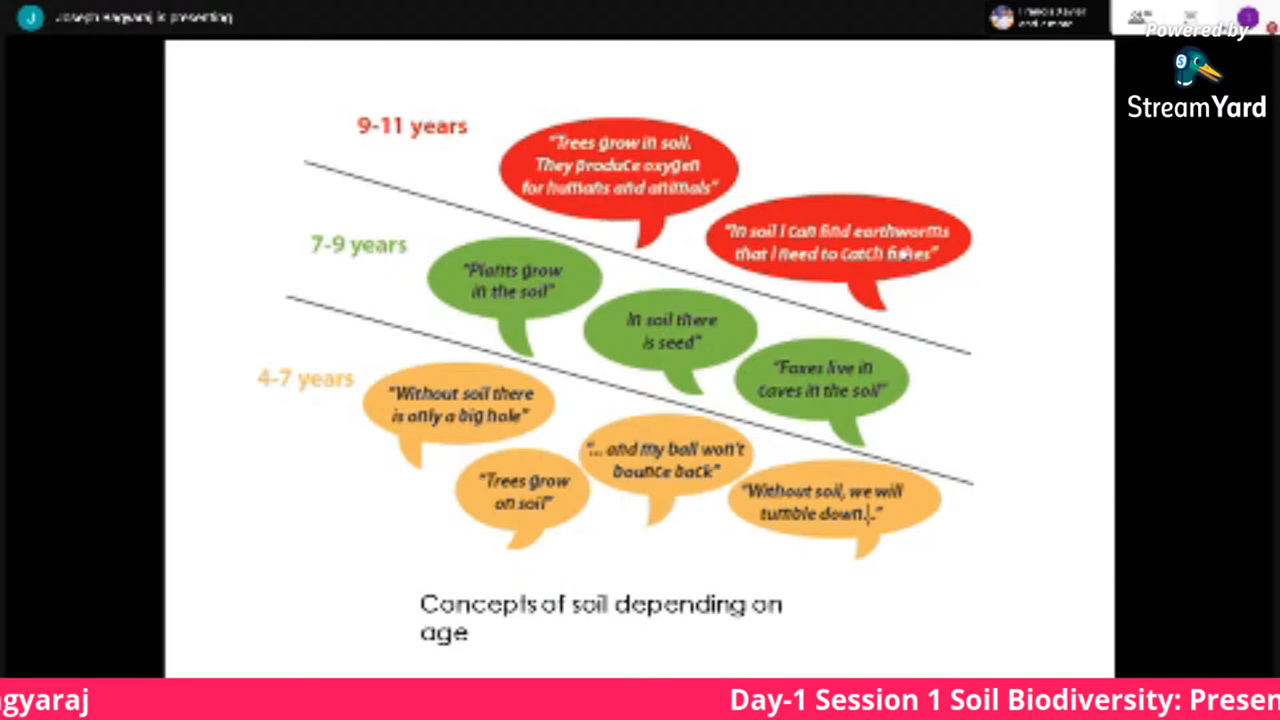 is presenting
Powered by
StreamYard
9-11 years
"Trees grow in soil.
They produce oxygen
for humans and animals"
"In soil I can find earthworms
that I need to catch fishes"
7-9 years
"Plants grow
in the soil"
In soil there
is seed"
"Foxes live in
caves in the soil"
4-7 years
"Without soil there
is only a big hole"
"... and my ball won't
bounce back"
"Trees grow
on soil"
"Without soil, we will
tumble down..."
Concepts of soil depending on
age
gyaraj
Day-1 Session 1 Soil Biodiversity: Presen